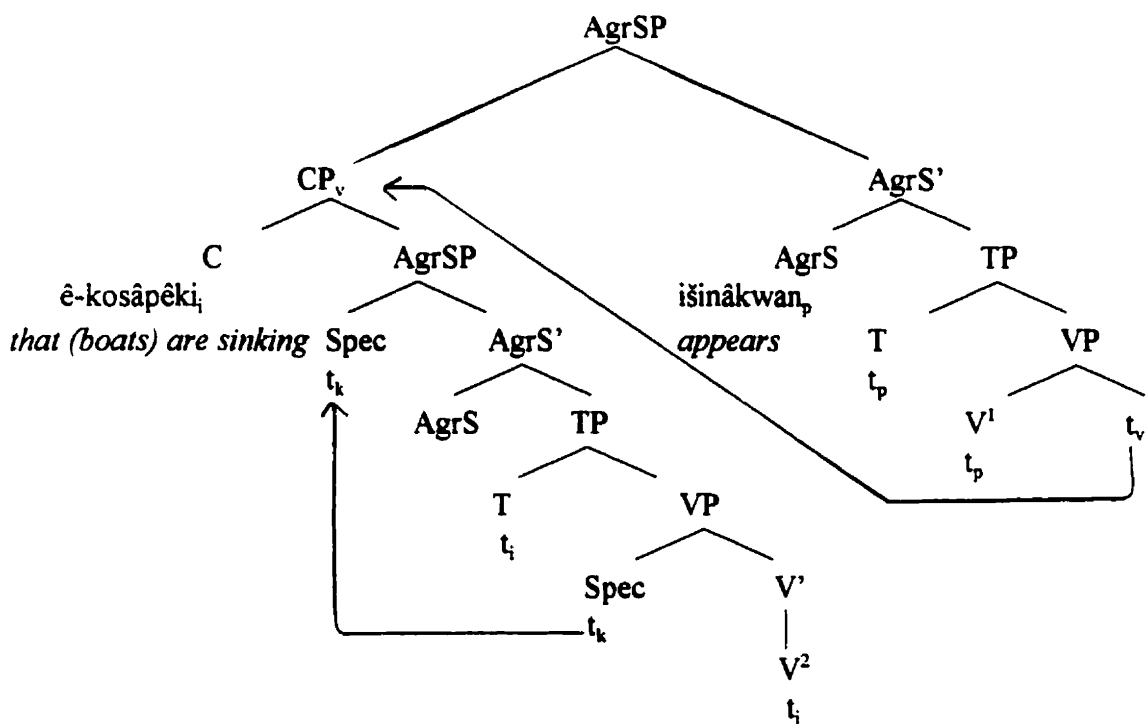 AgrSP
CPᵥ AgrS’
C AgrSP AgrS TP
ê-kosâpêkiᵢ išinâkwanₚ
that (boats) are sinking Spec AgrS’ appears T VP
tₖ tₚ
AgrS TP V¹ tᵥ
tₚ
T VP
tᵢ
Spec V’
tₖ
V²
tᵢ